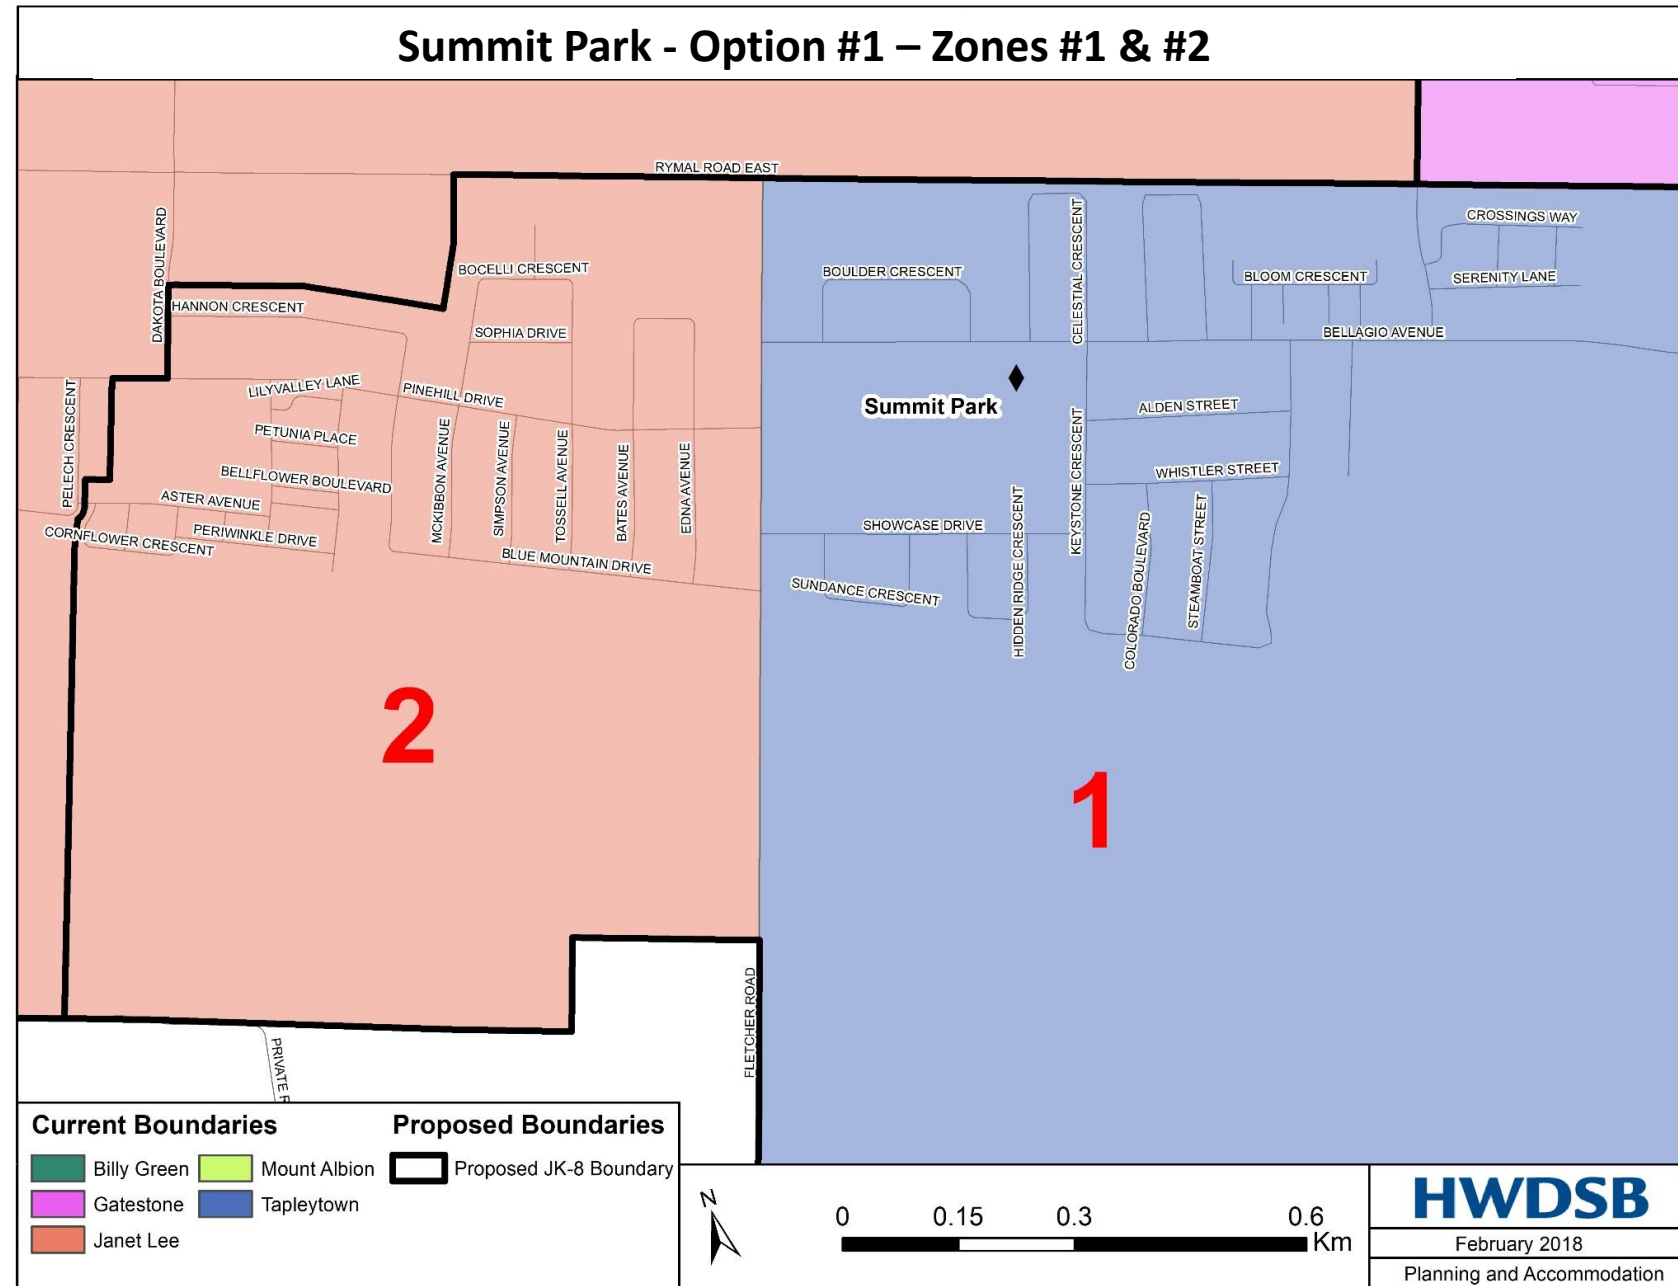 Summit Park - Option #1 – Zones #1 & #2
RYMAL ROAD EAST
DAKOTA BOULEVARD
CROSSINGS WAY
BOCELLI CRESCENT
BOULDER CRESCENT
CELESTIAL CRESCENT
BLOOM CRESCENT
SERENITY LANE
HANNON CRESCENT
SOPHIA DRIVE
BELLAGIO AVENUE
PELECH CRESCENT
LILYVALLEY LANE
PINEHILL DRIVE
Summit Park
ALDEN STREET
PETUNIA PLACE
MCKIBBON AVENUE
SIMPSON AVENUE
TOSSELL AVENUE
BATES AVENUE
EDNA AVENUE
KEYSTONE CRESCENT
BELLFLOWER BOULEVARD
WHISTLER STREET
ASTER AVENUE
PERIWINKLE DRIVE
CORNFLOWER CRESCENT
SHOWCASE DRIVE
HIDDEN RIDGE CRESCENT
COLORADO BOULEVARD
STEAMBOAT STREET
BLUE MOUNTAIN DRIVE
SUNDANCE CRESCENT
2
1
FLETCHER ROAD
PRIVATE R
Current Boundaries
Billy Green
Mount Albion
Gatestone
Tapleytown
Janet Lee
Proposed Boundaries
Proposed JK-8 Boundary
N
0 0.15 0.3 0.6
Km
HWDSB
February 2018
Planning and Accommodation